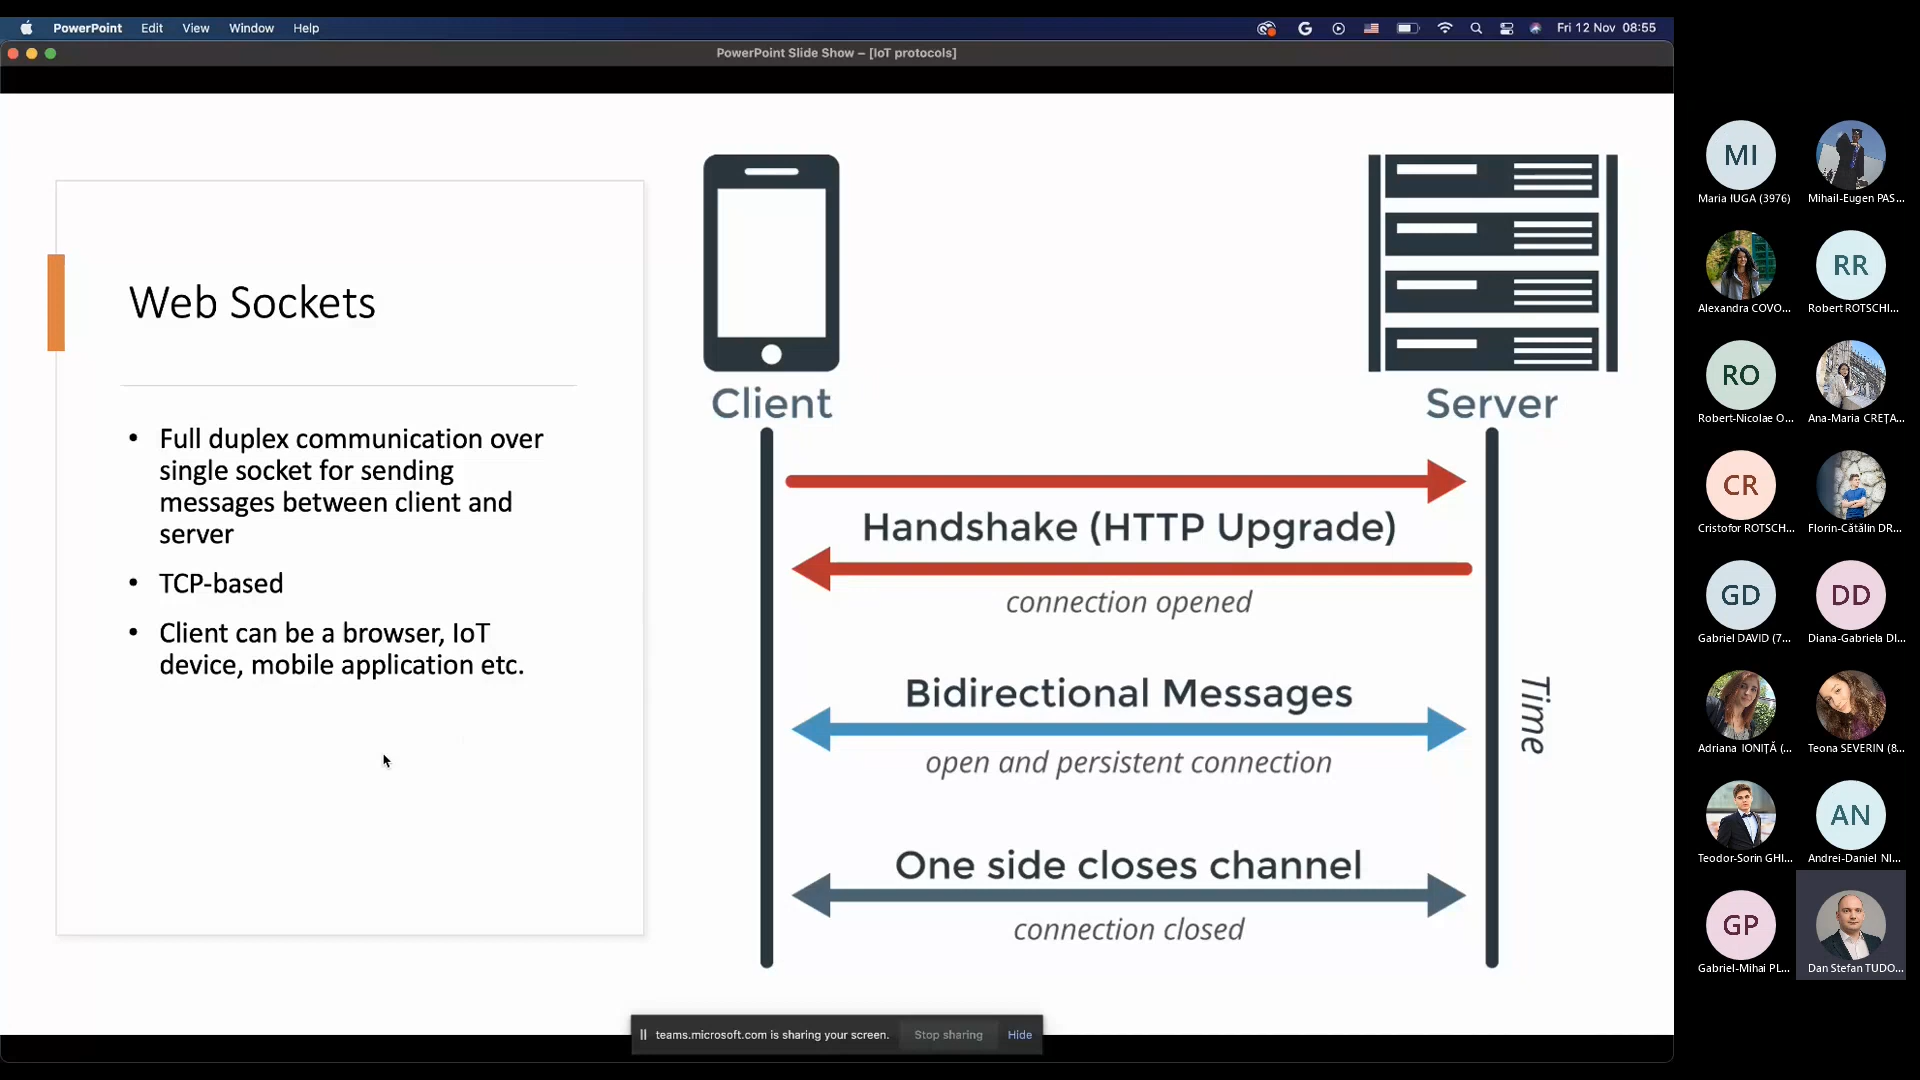 PowerPoint Edit View Window Help
Fri 12 Nov 08:55
PowerPoint Slide Show – [IoT protocols]
Web Sockets
• Full duplex communication over
single socket for sending
messages between client and
server
• TCP-based
• Client can be a browser, IoT
device, mobile application etc.
Client
Server
Handshake (HTTP Upgrade)
connection opened
Bidirectional Messages
open and persistent connection
Time
One side closes channel
connection closed
teams.microsoft.com is sharing your screen. Stop sharing Hide
MI
Maria IUGA (3976) Mihail-Eugen PAS...
RR
Alexandra COVO... Robert ROTSCHI...
RO
Robert-Nicolae O... Ana-Maria CREȚA...
CR
Cristofor ROTSCH... Florin-Cătălin DR...
GD DD
Gabriel DAVID (7... Diana-Gabriela DI...
Adriana IONIȚĂ (... Teona SEVERIN (8...
AN
Teodor-Sorin GHI... Andrei-Daniel NI...
GP
Gabriel-Mihai PL... Dan Stefan TUDO...